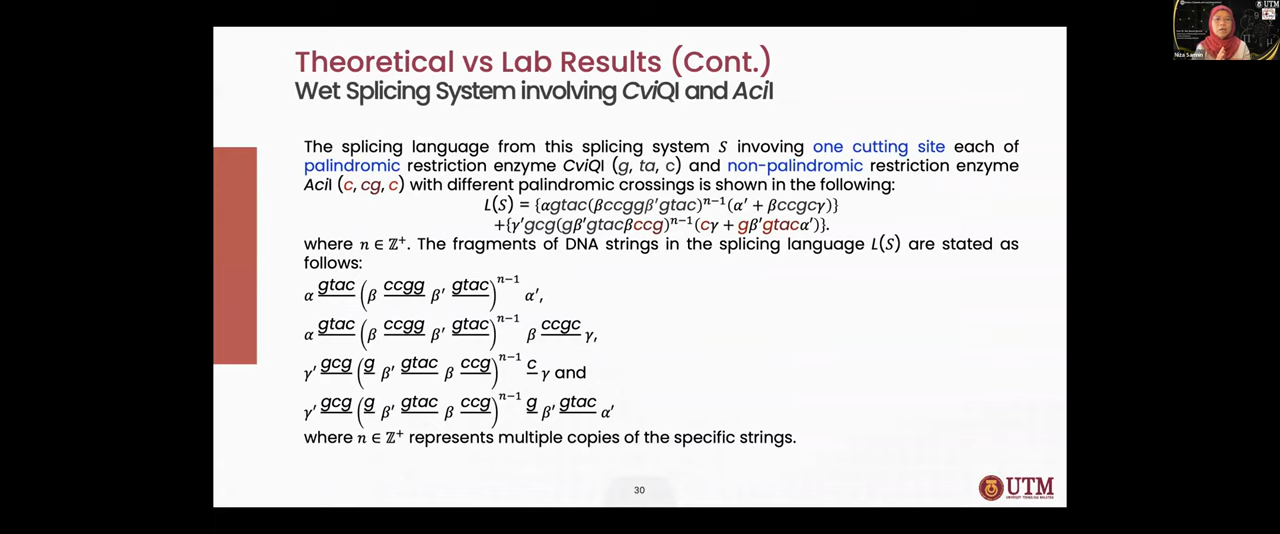 Theoretical vs Lab Results (Cont.)
Wet Splicing System involving CviQI and AciI
The splicing language from this splicing system S invoving one cutting site each of
palindromic restriction enzyme CviQI (g, ta, c) and non-palindromic restriction enzyme
AciI (c, cg, c) with different palindromic crossings is shown in the following:
L(S) = {αgtac(βccggβ′gtac)ⁿ⁻¹(α′ + βccgcγ)}
+{γ′gcg(gβ′gtacβccg)ⁿ⁻¹(cγ + gβ′gtacα′)}.
where n ∈ ℤ⁺. The fragments of DNA strings in the splicing language L(S) are stated as
follows:
α gtac (β ccgg β′ gtac)ⁿ⁻¹ α′,
α gtac (β ccgg β′ gtac)ⁿ⁻¹ β ccgc γ,
γ′ gcg (g β′ gtac β ccg)ⁿ⁻¹ c γ and
γ′ gcg (g β′ gtac β ccg)ⁿ⁻¹ g β′ gtac α′
where n ∈ ℤ⁺ represents multiple copies of the specific strings.
30
UTM
UTM
Niza Sarmin